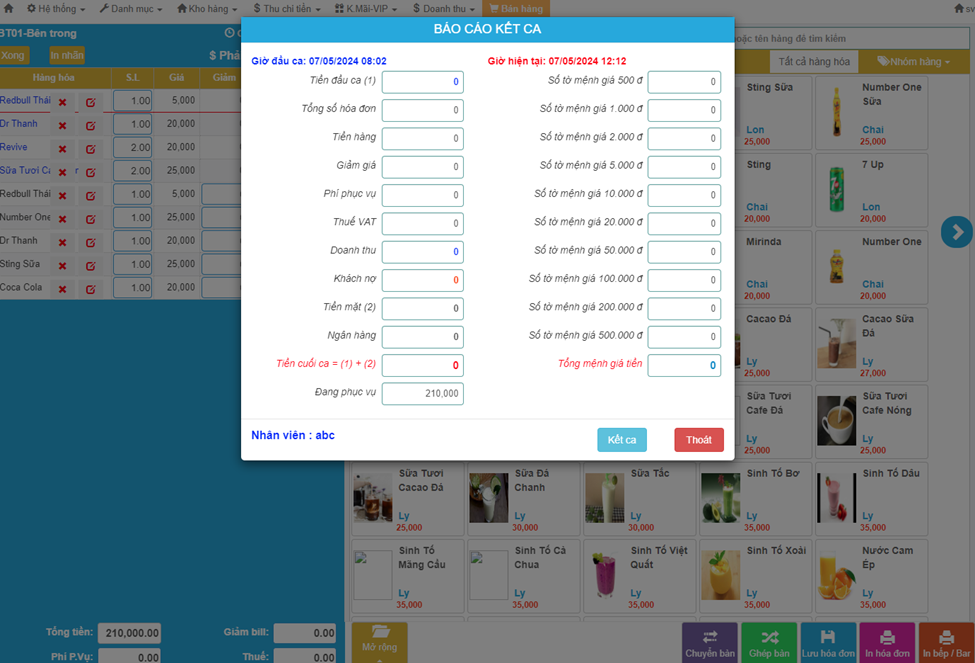 Hệ thống Danh mục Kho hàng $ Thu chi tiền K.Mãi-VIP $ Doanh thu Bán hàng
BÁO CÁO KẾT CA
Giờ đầu ca: 07/05/2024 08:02
Tiền đầu ca (1) 0
Tổng số hóa đơn 0
Tiền hàng 0
Giảm giá 0
Phí phục vụ 0
Thuế VAT 0
Doanh thu 0
Khách nợ 0
Tiền mặt (2) 0
Ngân hàng 0
Tiền cuối ca = (1) + (2) 0
Đang phục vụ 210,000
Giờ hiện tại: 07/05/2024 12:12
Số tờ mệnh giá 500 đ 0
Số tờ mệnh giá 1.000 đ 0
Số tờ mệnh giá 2.000 đ 0
Số tờ mệnh giá 5.000 đ 0
Số tờ mệnh giá 10.000 đ 0
Số tờ mệnh giá 20.000 đ 0
Số tờ mệnh giá 50.000 đ 0
Số tờ mệnh giá 100.000 đ 0
Số tờ mệnh giá 200.000 đ 0
Số tờ mệnh giá 500.000 đ 0
Tổng mệnh giá tiền 0
Nhân viên : abc
Kết ca Thoát
BT01-Bên trong
Xong In nhãn $ Phả
Hàng hóa S.L Giá Giảm
Redbull Thái 1.00 5,000
Dr Thanh 1.00 20,000
Revive 2.00 20,000
Sữa Tươi Ca 2.00 25,000
Redbull Thái 1.00 5,000
Number One 1.00 25,000
Dr Thanh 1.00 20,000
Sting Sữa 1.00 25,000
Coca Cola 1.00 20,000
Tổng tiền: 210,000.00 Giảm bill: 0.00
Phí P.Vụ: 0.00 Thuế: 0.00
hoặc tên hàng để tìm kiếm
Tất cả hàng hóa Nhóm hàng
Sting Sữa
Lon
25,000
Number One Sữa
Chai
25,000
Sting
Chai
20,000
7 Up
Lon
20,000
Mirinda
Chai
20,000
Number One
Chai
20,000
Cacao Đá
Ly
25,000
Cacao Sữa Đá
Ly
27,000
Sữa Tươi Cafe Đá
Ly
25,000
Sữa Tươi Cafe Nóng
Ly
25,000
Sữa Tươi Cacao Đá
Ly
25,000
Sữa Đá Chanh
Ly
30,000
Sữa Tắc
Ly
30,000
Sinh Tố Bơ
Ly
35,000
Sinh Tố Dâu
Ly
35,000
Sinh Tố Mãng Cầu
Ly
35,000
Sinh Tố Cà Chua
Ly
35,000
Sinh Tố Việt Quất
Ly
35,000
Sinh Tố Xoài
Ly
35,000
Nước Cam Ép
Ly
35,000
Mở rộng
Chuyển bàn Ghép bàn Lưu hóa đơn In hóa đơn In bếp / Bar